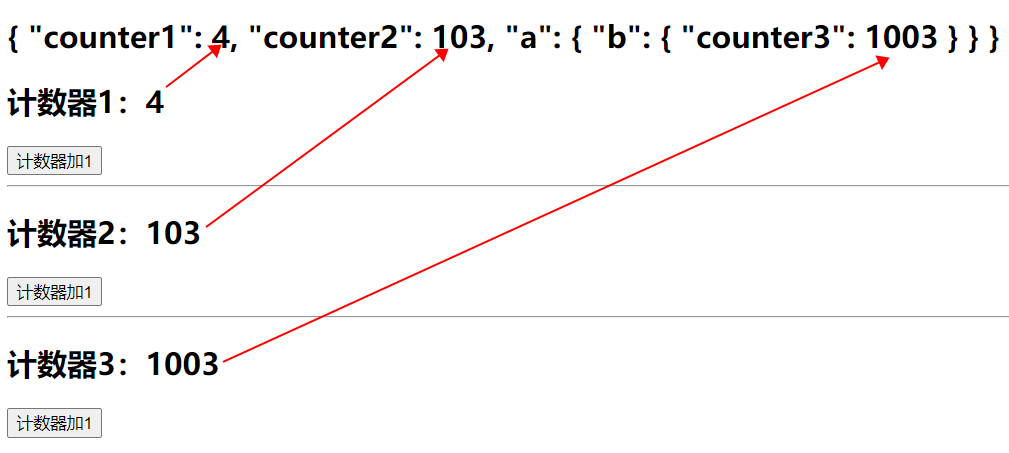 { "counter1": 4, "counter2": 103, "a": { "b": { "counter3": 1003 } } }
计数器1：4
计数器加1
计数器2：103
计数器加1
计数器3：1003
计数器加1